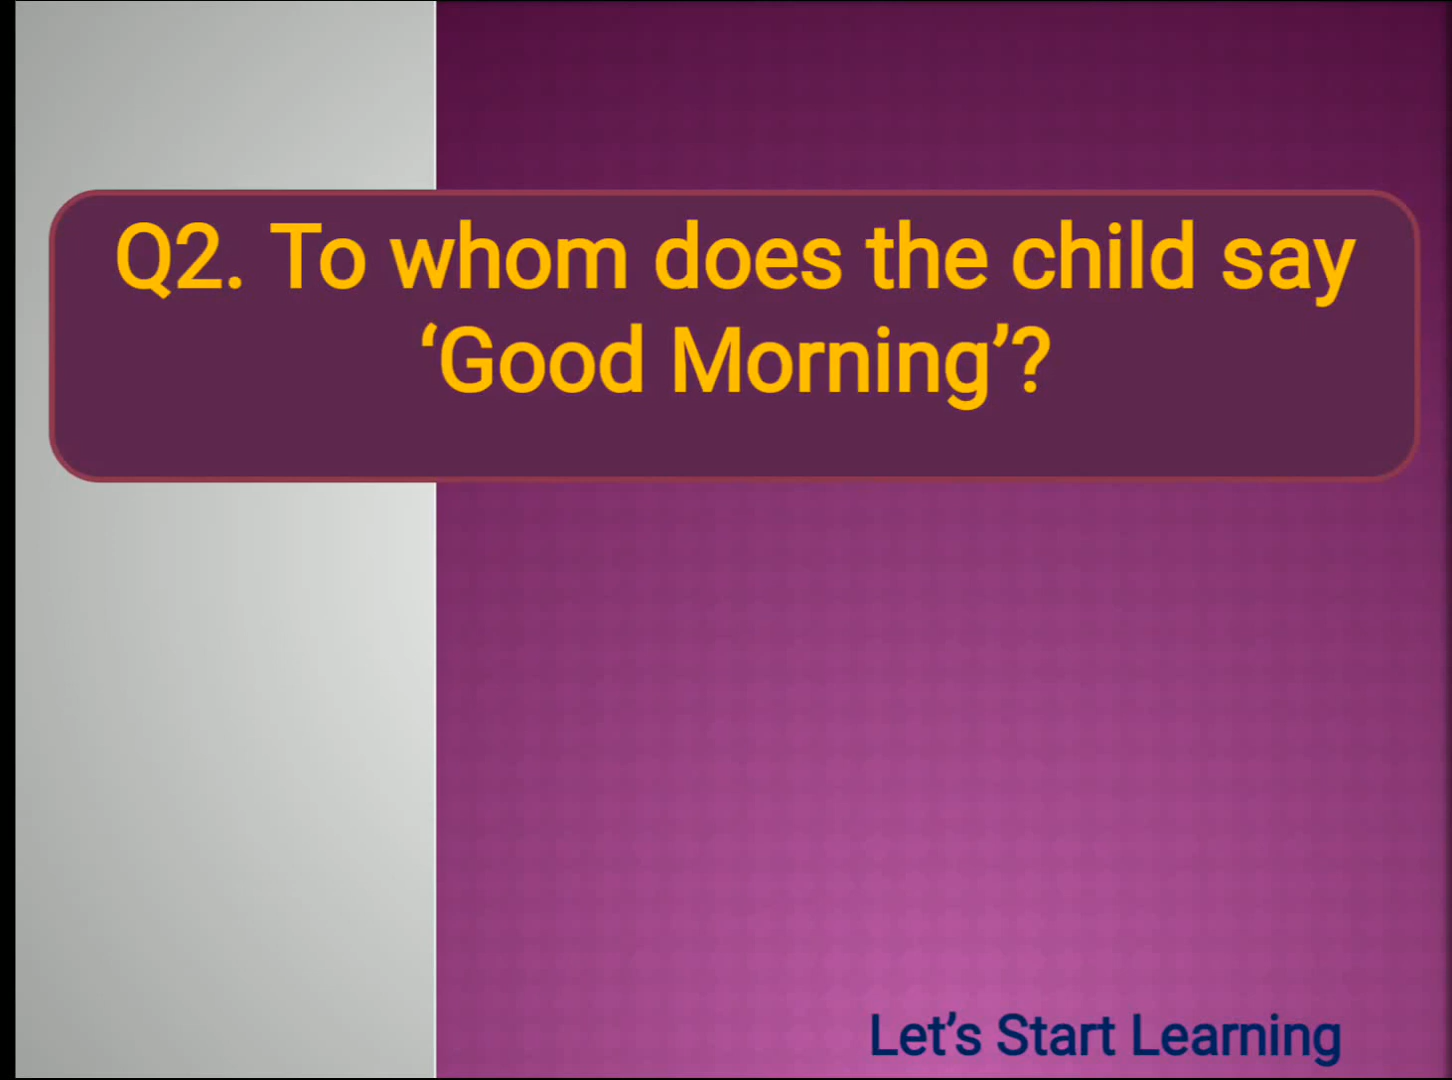 Q2. To whom does the child say
‘Good Morning’?
Let’s Start Learning